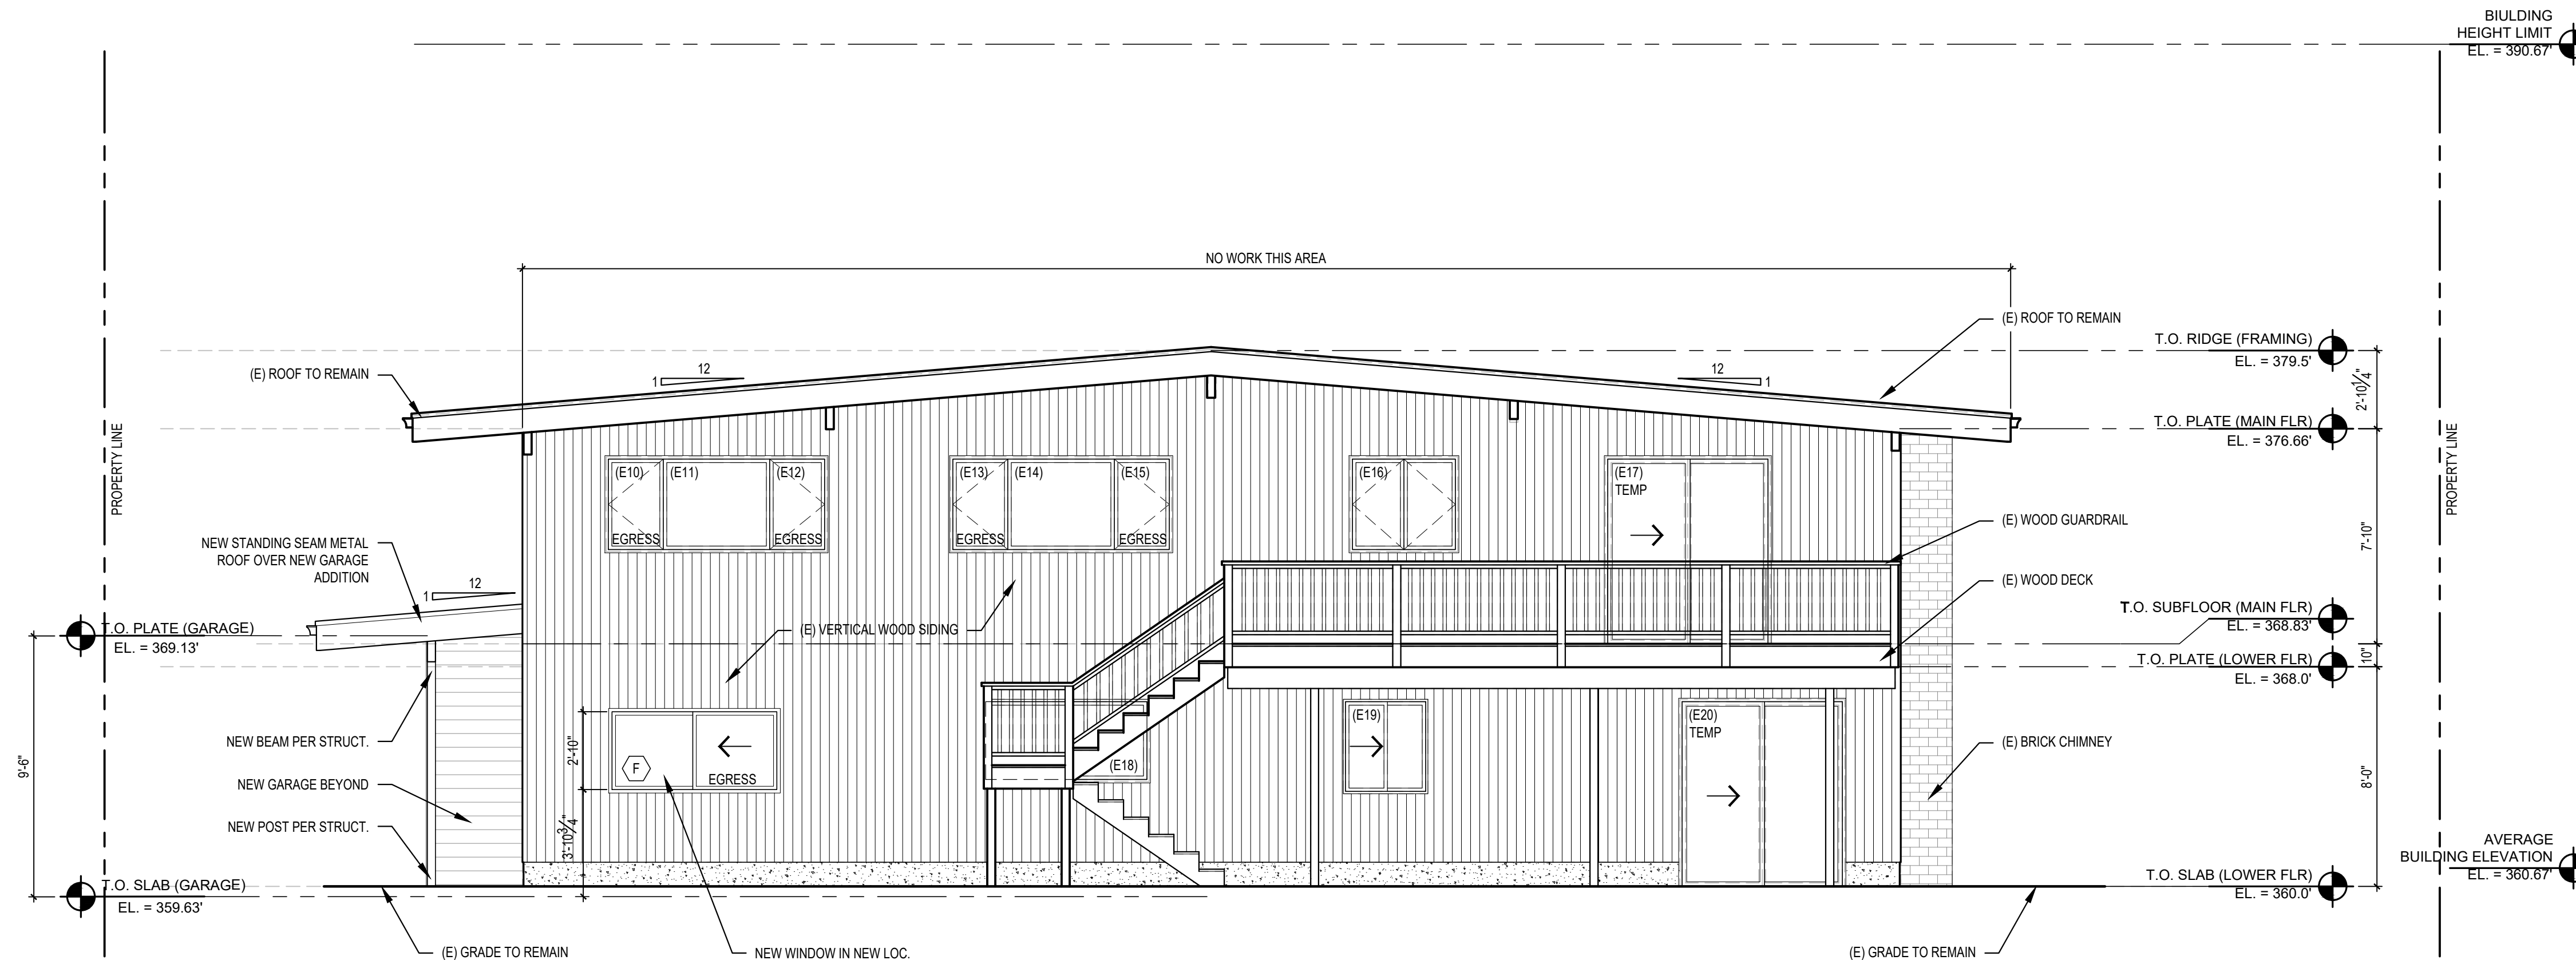 BIULDING
HEIGHT LIMIT
EL. = 390.67'
NO WORK THIS AREA
(E) ROOF TO REMAIN
T.O. RIDGE (FRAMING)
EL. = 379.5'
12
1
12
1
(E) ROOF TO REMAIN
2'-10 1/4"
T.O. PLATE (MAIN FLR)
EL. = 376.66'
PROPERTY LINE
PROPERTY LINE
(E10)
(E11)
(E12)
(E13)
(E14)
(E15)
(E16)
(E17)
TEMP
EGRESS
EGRESS
EGRESS
EGRESS
(E) WOOD GUARDRAIL
7'-10"
NEW STANDING SEAM METAL
ROOF OVER NEW GARAGE
ADDITION
12
1
(E) WOOD DECK
T.O. SUBFLOOR (MAIN FLR)
EL. = 368.83'
T.O. PLATE (GARAGE)
EL. = 369.13'
(E) VERTICAL WOOD SIDING
10"
T.O. PLATE (LOWER FLR)
EL. = 368.0'
(E19)
(E20)
TEMP
NEW BEAM PER STRUCT.
2'-10"
F
EGRESS
(E18)
(E) BRICK CHIMNEY
9'-6"
8'-0"
NEW GARAGE BEYOND
NEW POST PER STRUCT.
3'-10 3/4"
AVERAGE
BUILDING ELEVATION
EL. = 360.67'
T.O. SLAB (GARAGE)
EL. = 359.63'
T.O. SLAB (LOWER FLR)
EL. = 360.0'
(E) GRADE TO REMAIN
NEW WINDOW IN NEW LOC.
(E) GRADE TO REMAIN